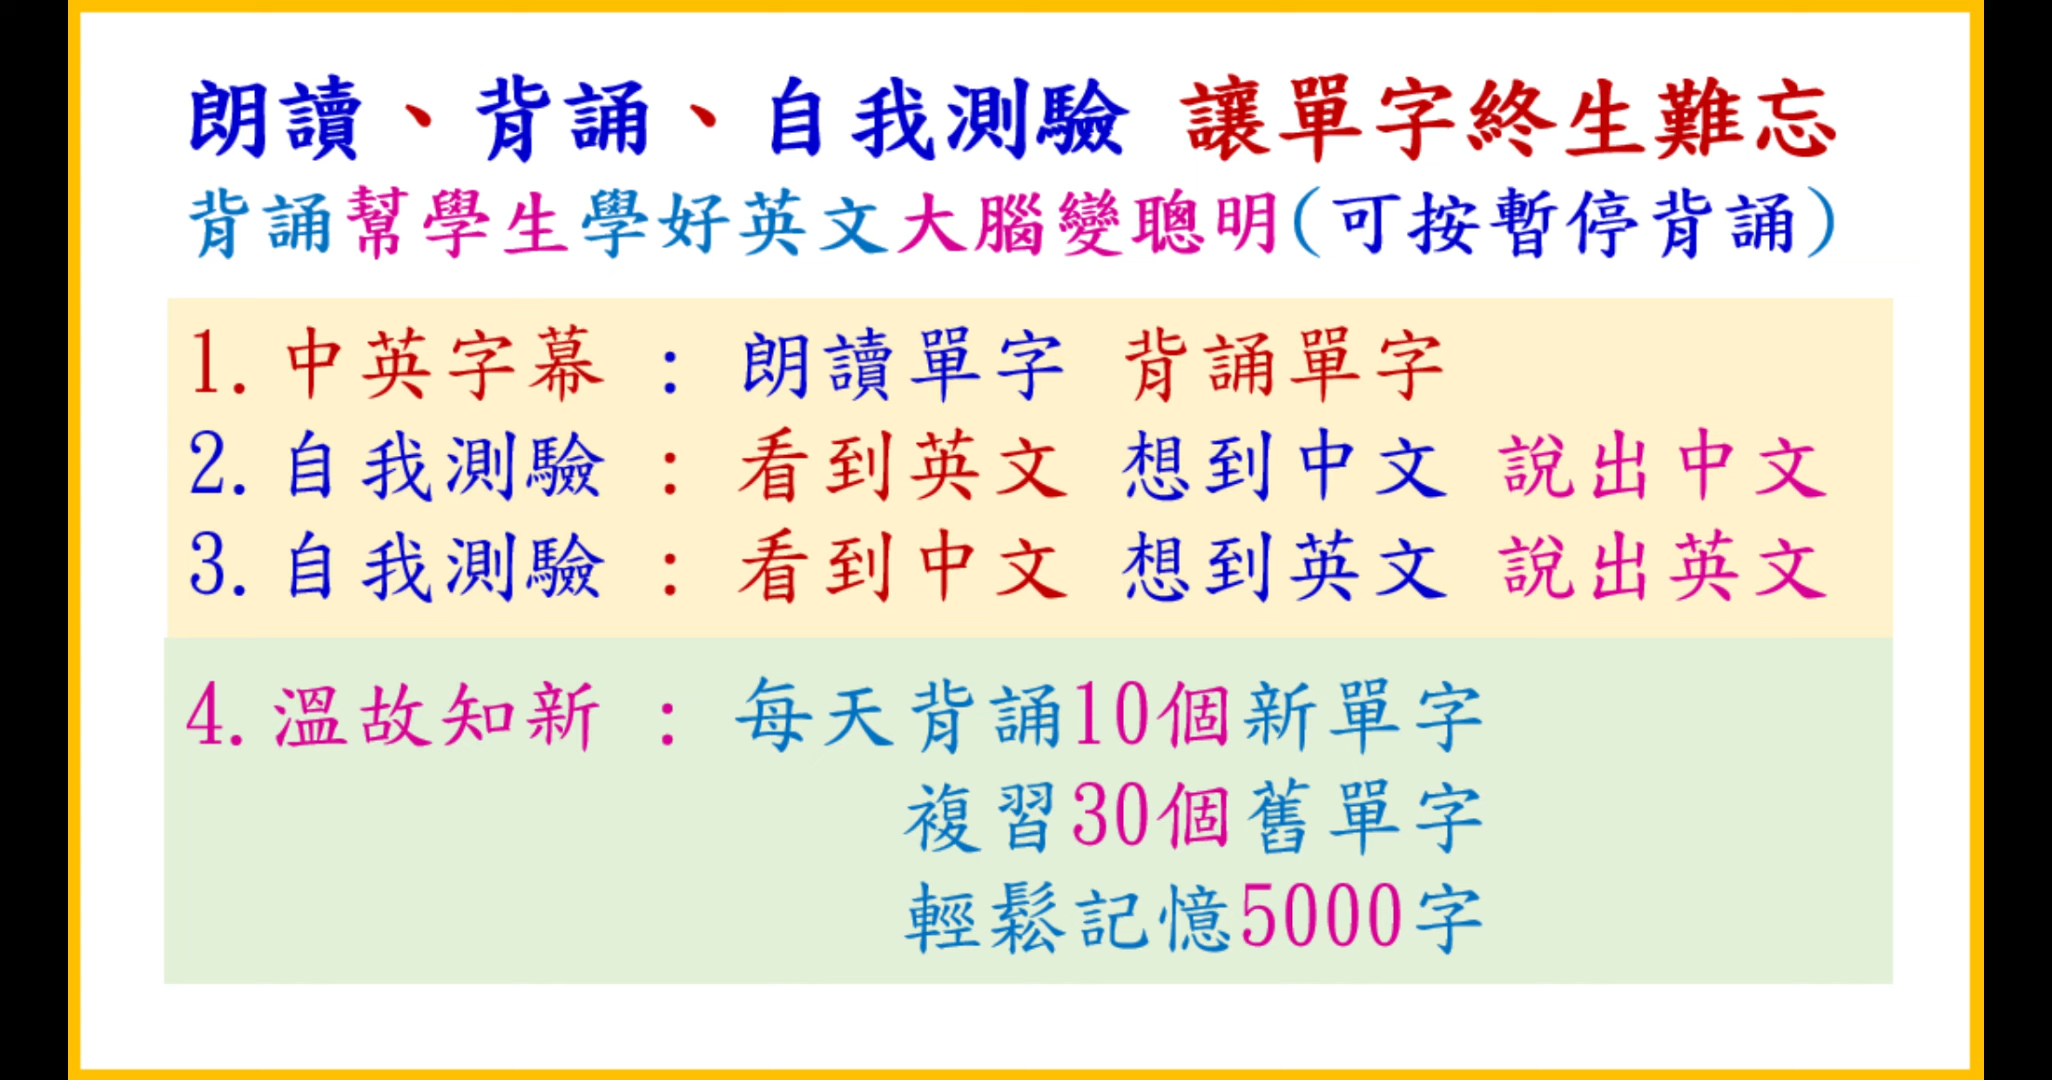 朗讀、背誦、自我測驗 讓單字終生難忘
背誦幫學生學好英文大腦變聰明(可按暫停背誦)
1.中英字幕 : 朗讀單字 背誦單字
2.自我測驗 : 看到英文 想到中文 說出中文
3.自我測驗 : 看到中文 想到英文 說出英文
4.溫故知新 : 每天背誦10個新單字
複習30個舊單字
輕鬆記憶5000字